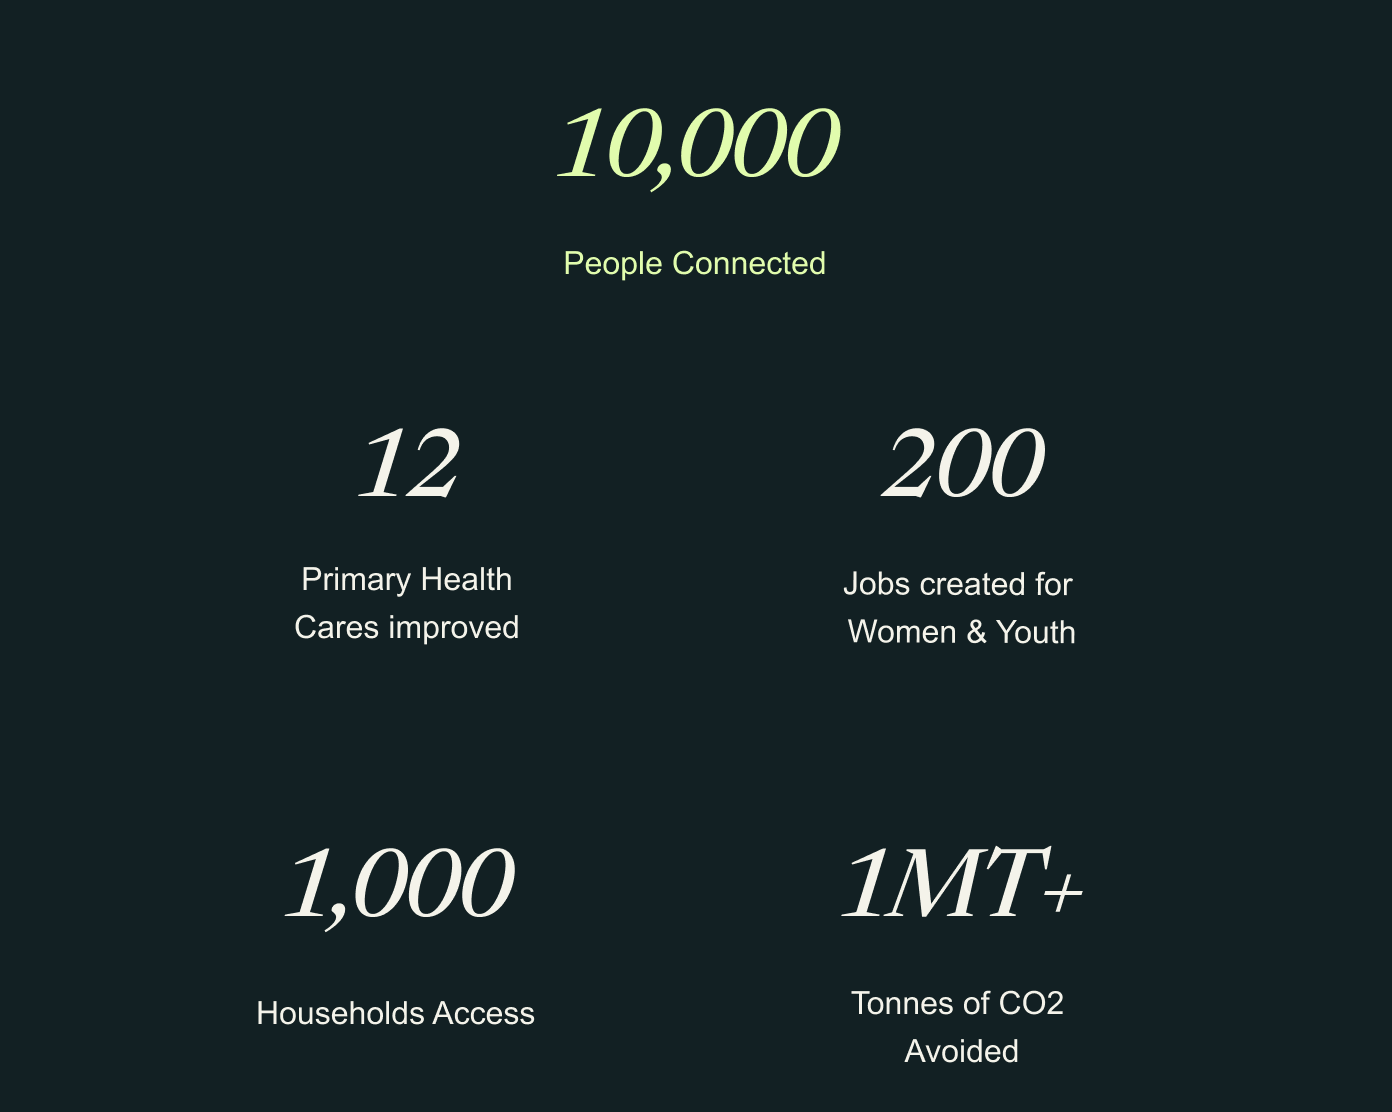 10,000
People Connected
12
Primary Health
Cares improved
200
Jobs created for
Women & Youth
1,000
Households Access
1MT+
Tonnes of CO2
Avoided